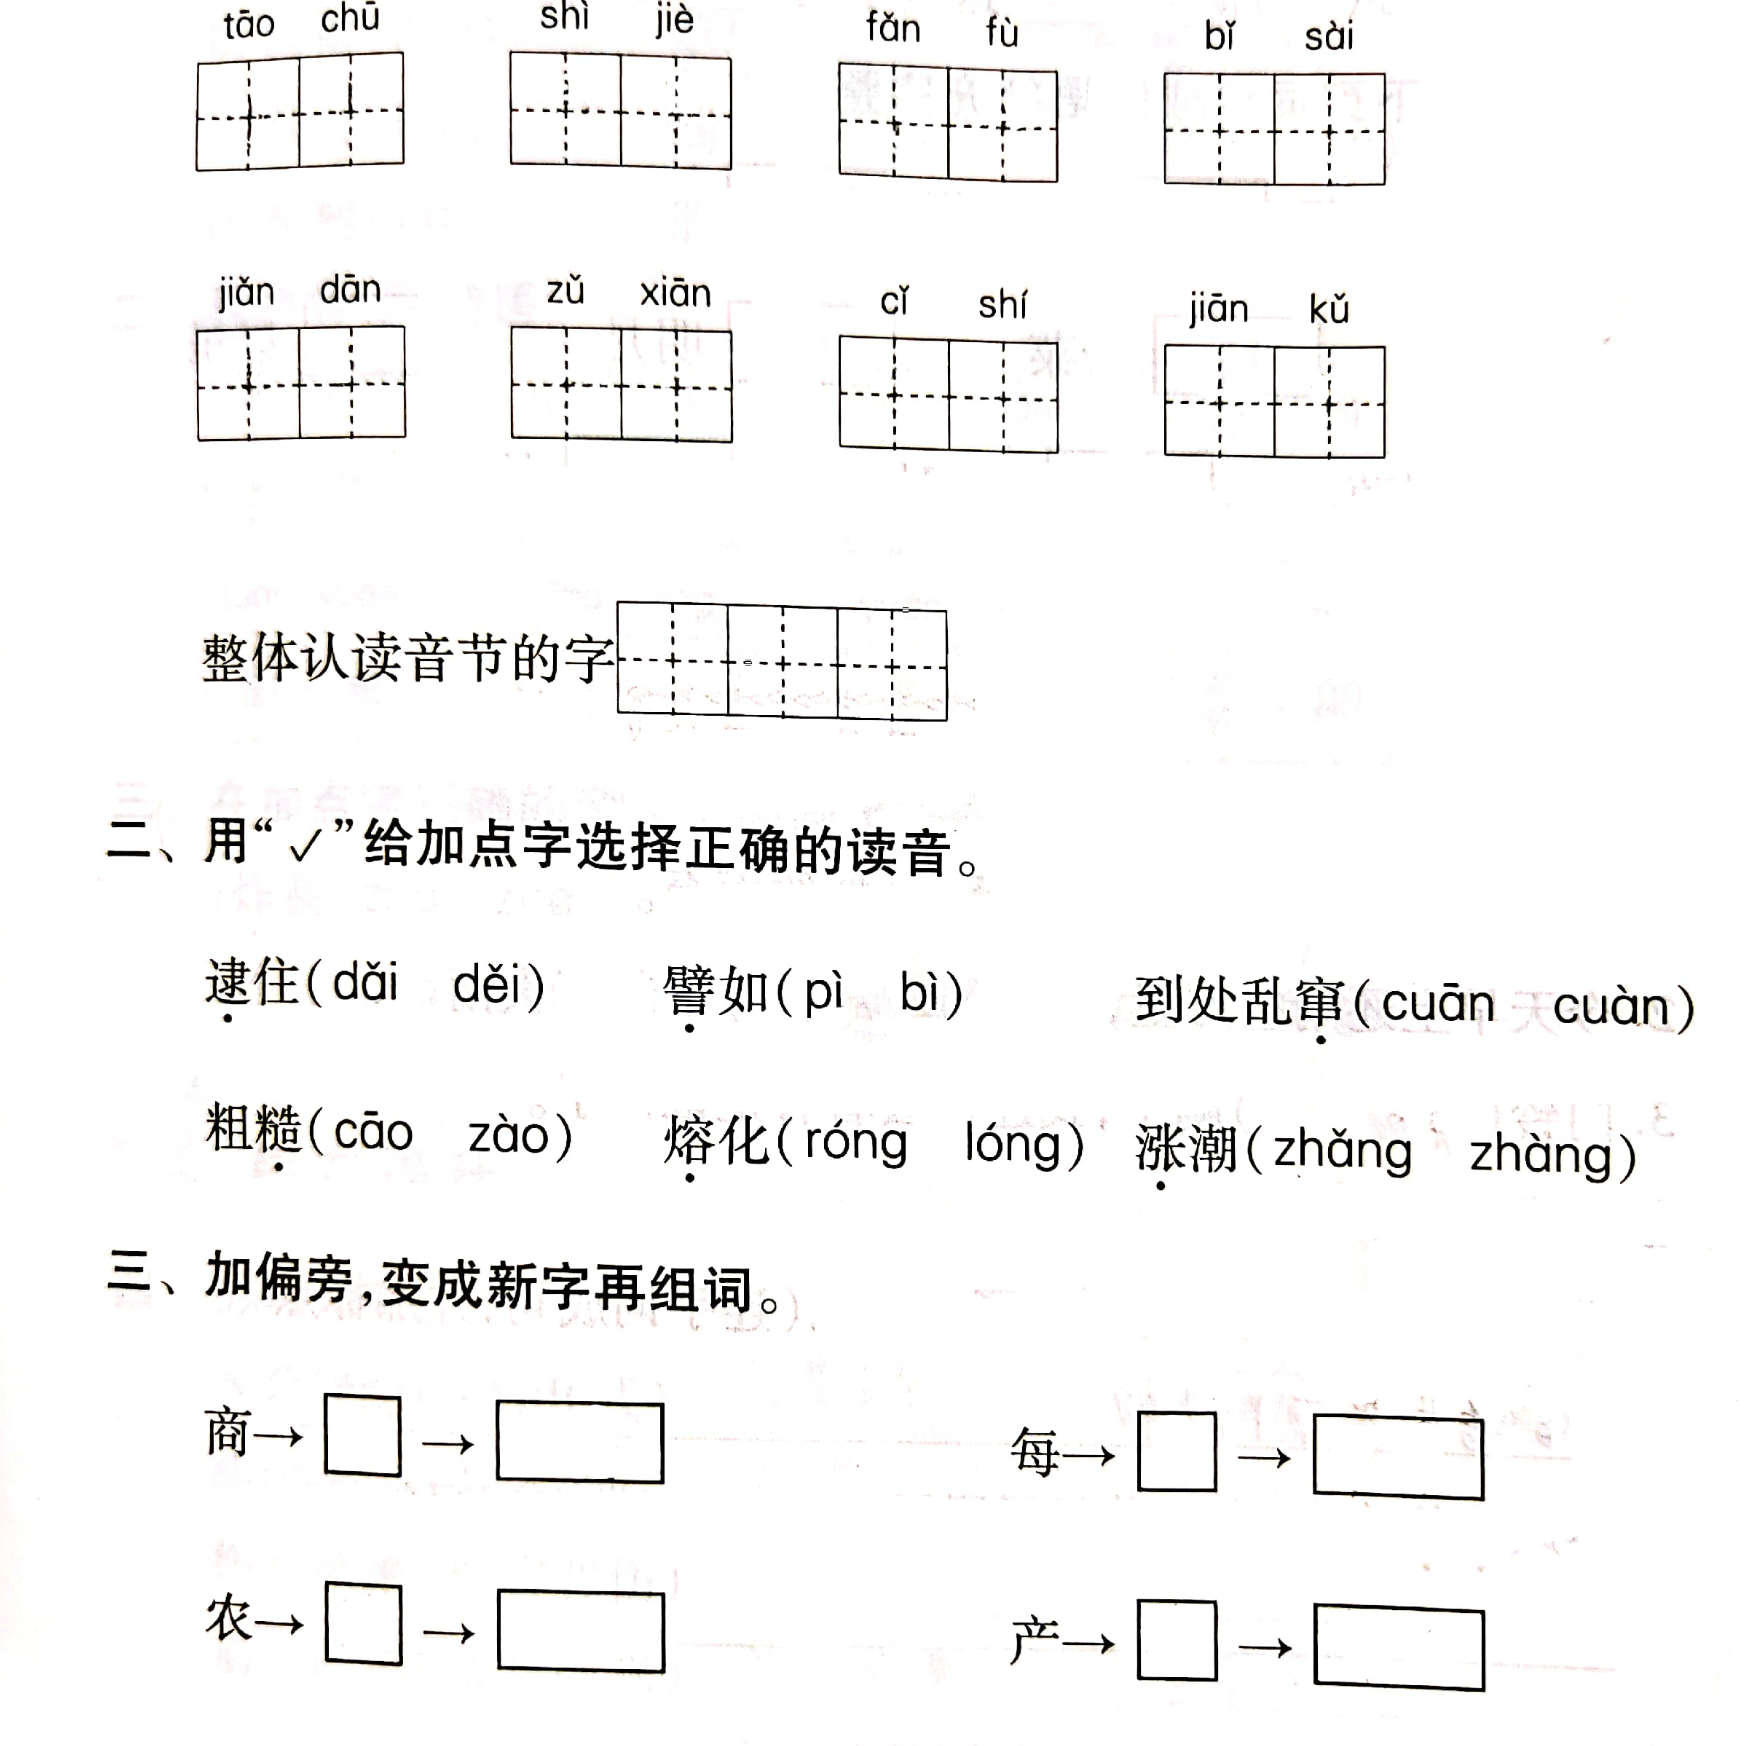 tāo chū shì jiè fǎn fù bǐ sài
jiǎn dān zǔ xiān cǐ shí jiān kǔ
整体认读音节的字
二、用“✓”给加点字选择正确的读音。
逮住(dǎi děi) 譬如(pì bì) 到处乱窜(cuān cuàn)
粗糙(cāo zào) 熔化(róng lóng) 涨潮(zhǎng zhàng)
三、加偏旁,变成新字再组词。
商→ → 每→ →
农→ → 产→ →